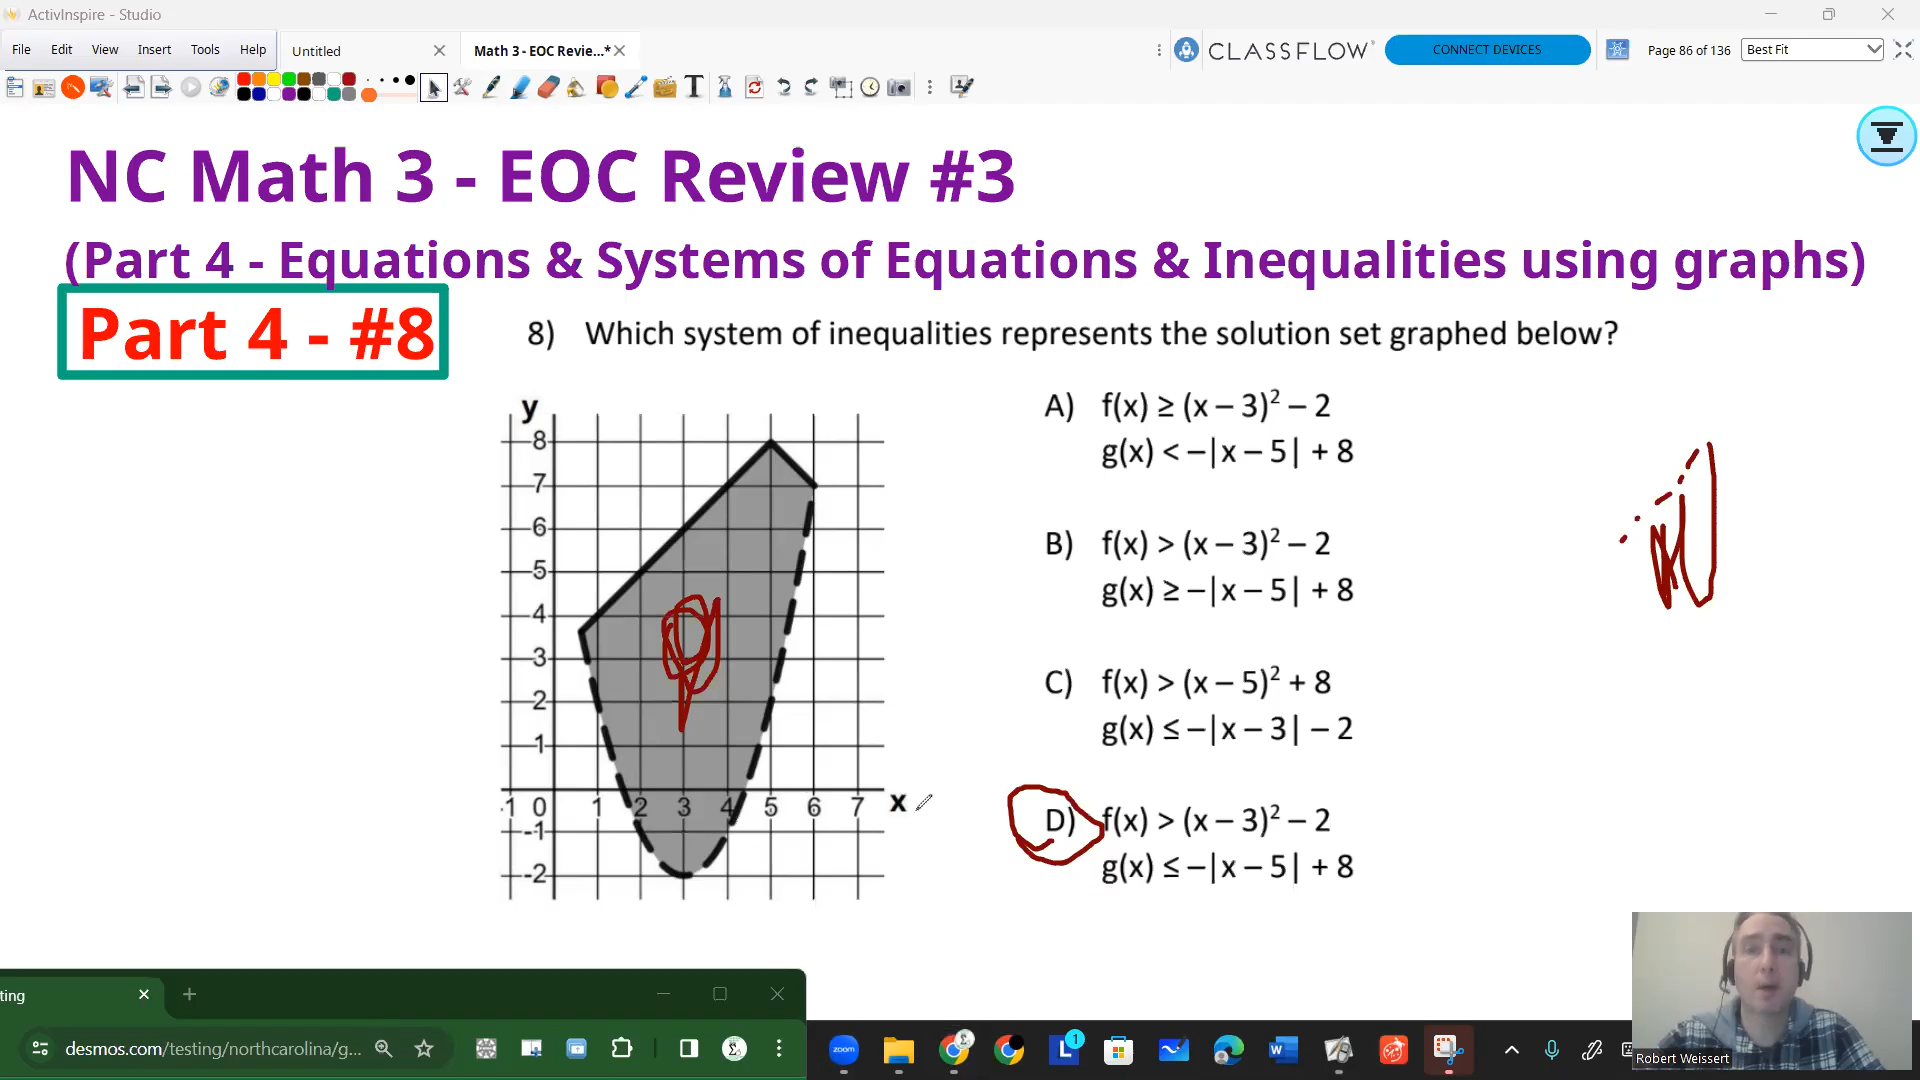 ActivInspire - Studio
File Edit View Insert Tools Help
Untitled
Math 3 - EOC Revie...*
CLASSFLOW
CONNECT DEVICES
Page 86 of 136
Best Fit
NC Math 3 - EOC Review #3
(Part 4 - Equations & Systems of Equations & Inequalities using graphs)
Part 4 - #8
8) Which system of inequalities represents the solution set graphed below?
y
8
7
6
5
4
3
2
1
-1 0 1 2 3 4 5 6 7 x
-1
-2
A) f(x) ≥ (x – 3)² – 2
g(x) < –|x – 5| + 8
B) f(x) > (x – 3)² – 2
g(x) ≥ –|x – 5| + 8
C) f(x) > (x – 5)² + 8
g(x) ≤ –|x – 3| – 2
D) f(x) > (x – 3)² – 2
g(x) ≤ –|x – 5| + 8
ting
desmos.com/testing/northcarolina/g...
zoom
L
1
W
Robert Weissert